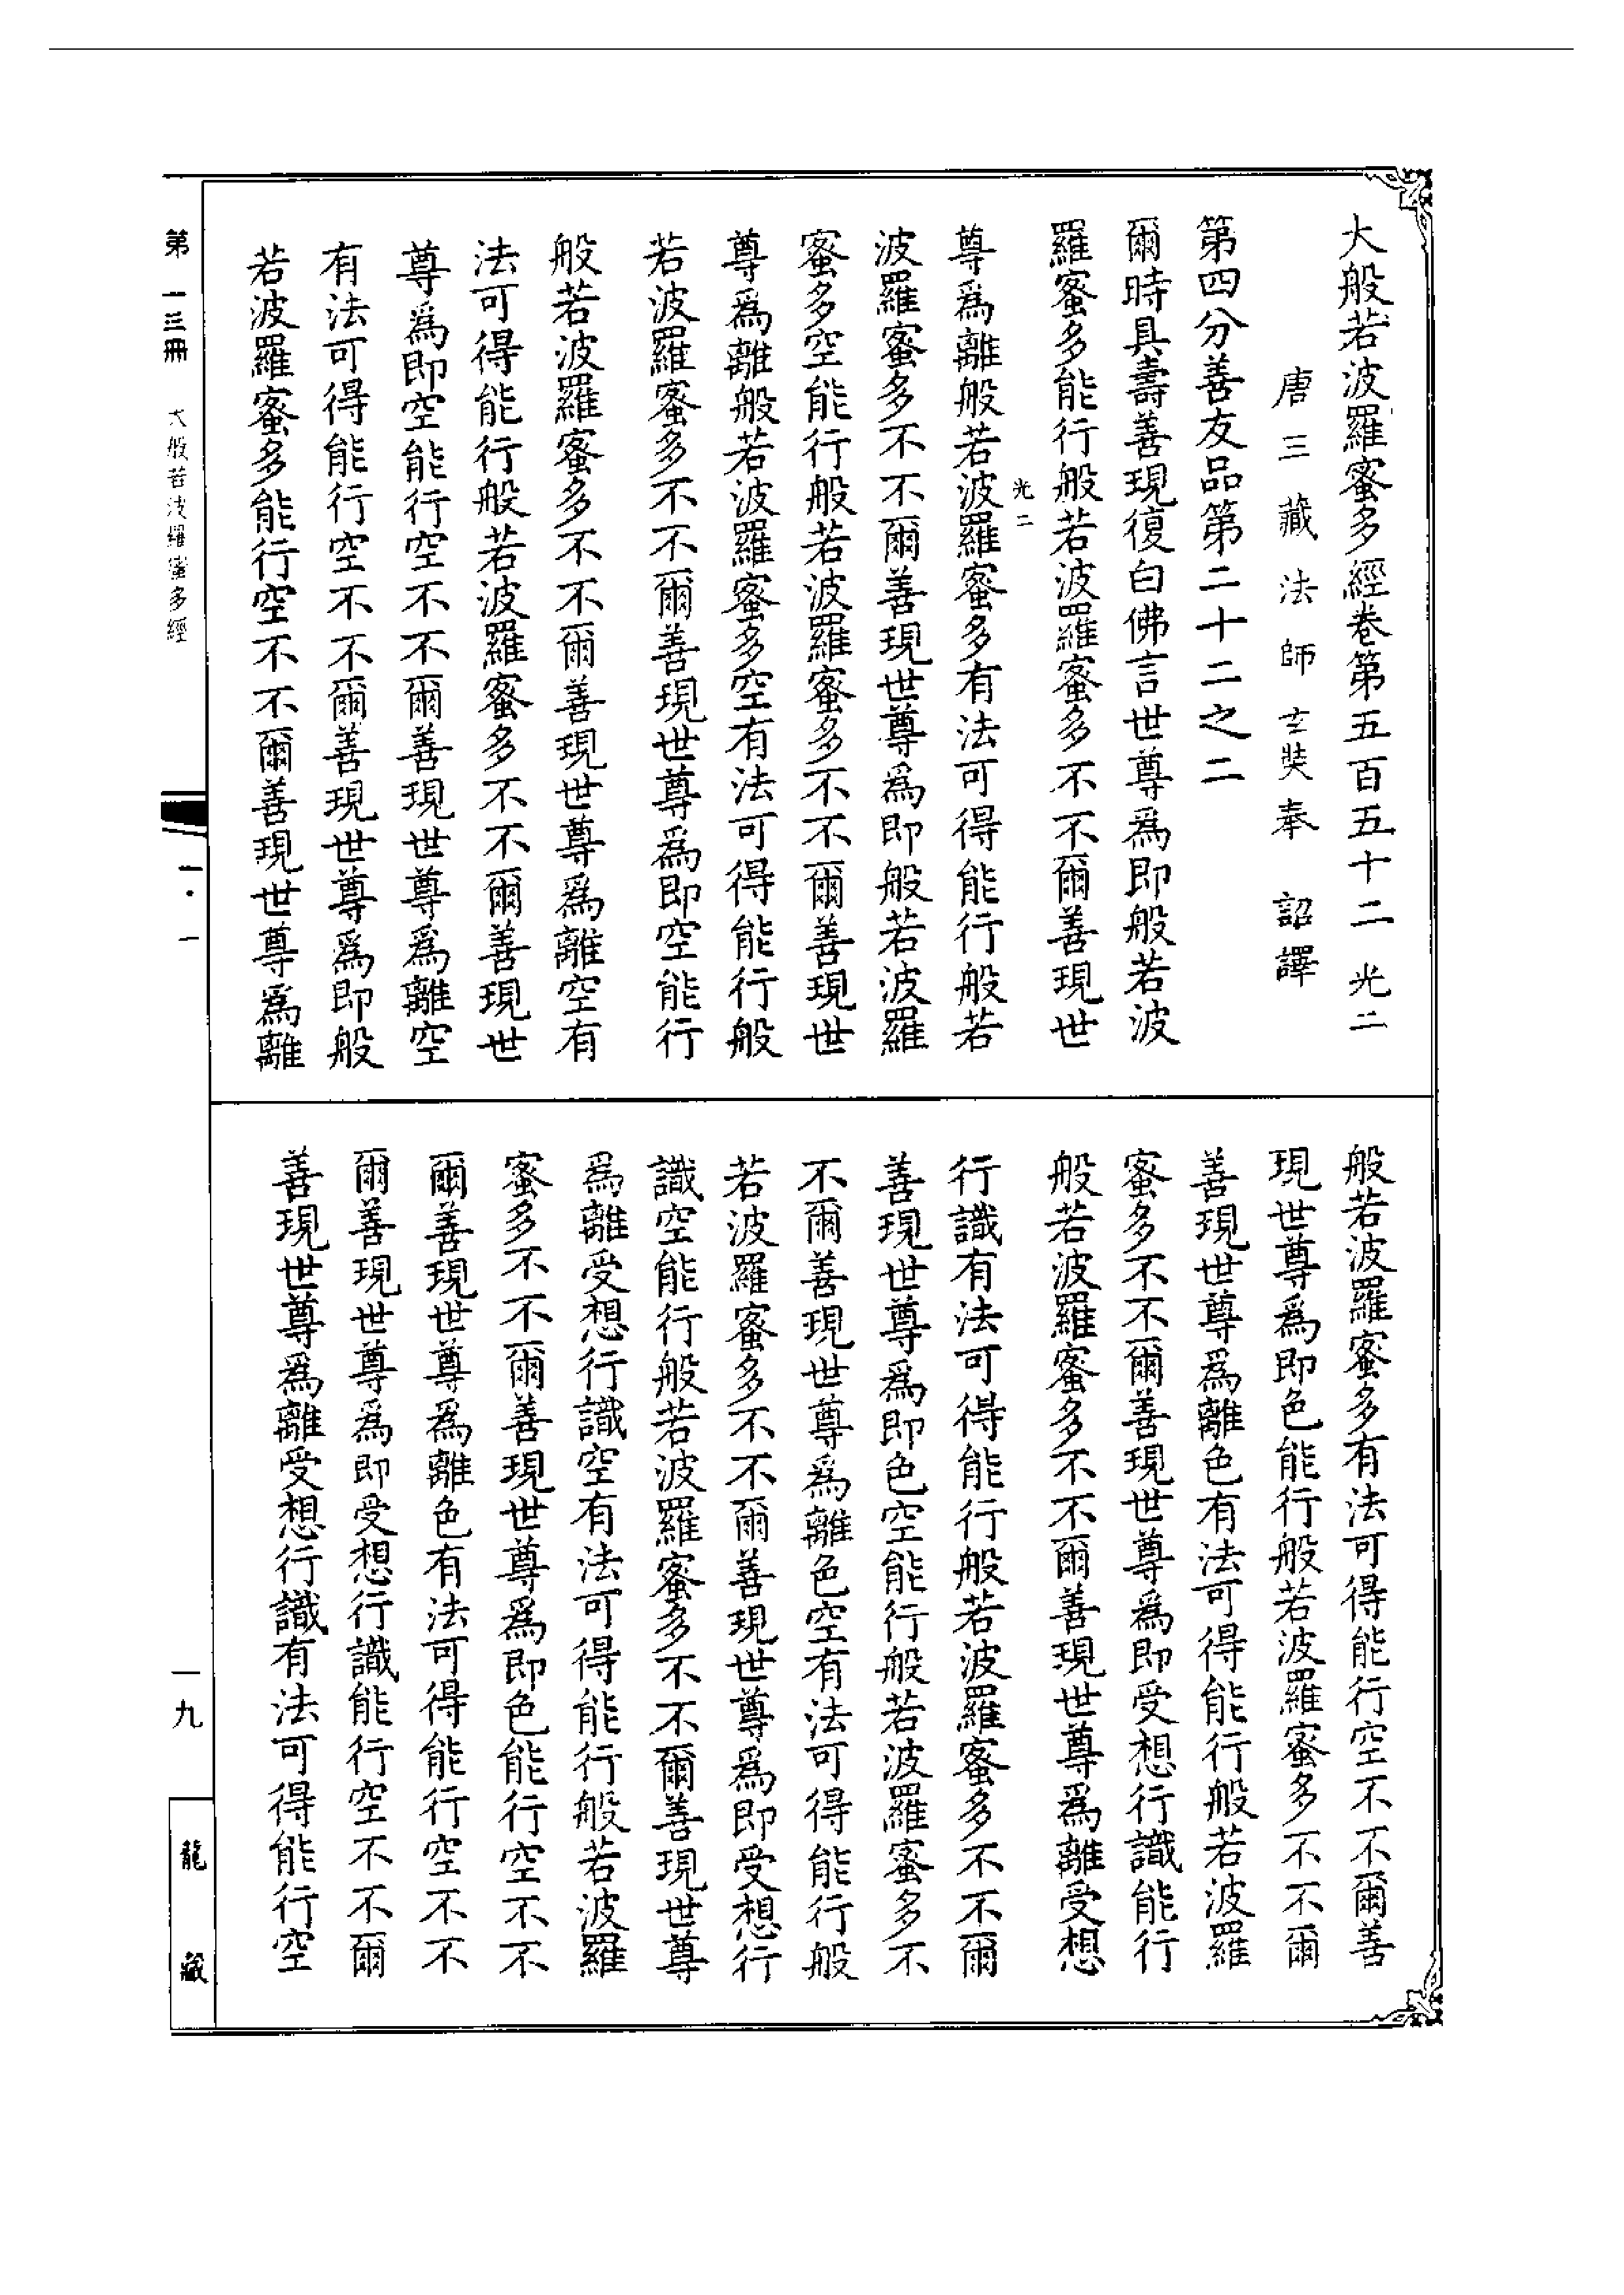 大般若波羅蜜多經卷第五百五十二 光二
唐三藏法師玄奘奉 詔譯
第四分善友品第二十二之二
爾時具壽善現復白佛言世尊爲即般若波
羅蜜多能行般若波羅蜜多不不爾善現世
光二
尊爲離般若波羅蜜多有法可得能行般若
波羅蜜多不不爾善現世尊爲即般若波羅
蜜多空能行般若波羅蜜多不不爾善現世
尊爲離般若波羅蜜多空有法可得能行般
若波羅蜜多不不爾善現世尊爲即空能行
般若波羅蜜多不不爾善現世尊爲離空有
法可得能行般若波羅蜜多不不爾善現世
尊爲即空能行空不不爾善現世尊爲離空
有法可得能行空不不爾善現世尊爲即般
若波羅蜜多能行空不不爾善現世尊爲離
般若波羅蜜多有法可得能行空不不爾善
現世尊爲即色能行般若波羅蜜多不不爾
善現世尊爲離色有法可得能行般若波羅
蜜多不不爾善現世尊爲即受想行識能行
般若波羅蜜多不不爾善現世尊爲離受想
行識有法可得能行般若波羅蜜多不不爾
善現世尊爲即色空能行般若波羅蜜多不
不爾善現世尊爲離色空有法可得能行般
若波羅蜜多不不爾善現世尊爲即受想行
識空能行般若波羅蜜多不不爾善現世尊
爲離受想行識空有法可得能行般若波羅
蜜多不不爾善現世尊爲即色能行空不不
爾善現世尊爲離色有法可得能行空不不
爾善現世尊爲即受想行識能行空不不爾
善現世尊爲離受想行識有法可得能行空
第一三冊 大般若波羅蜜多經
一·一
一九
龍藏